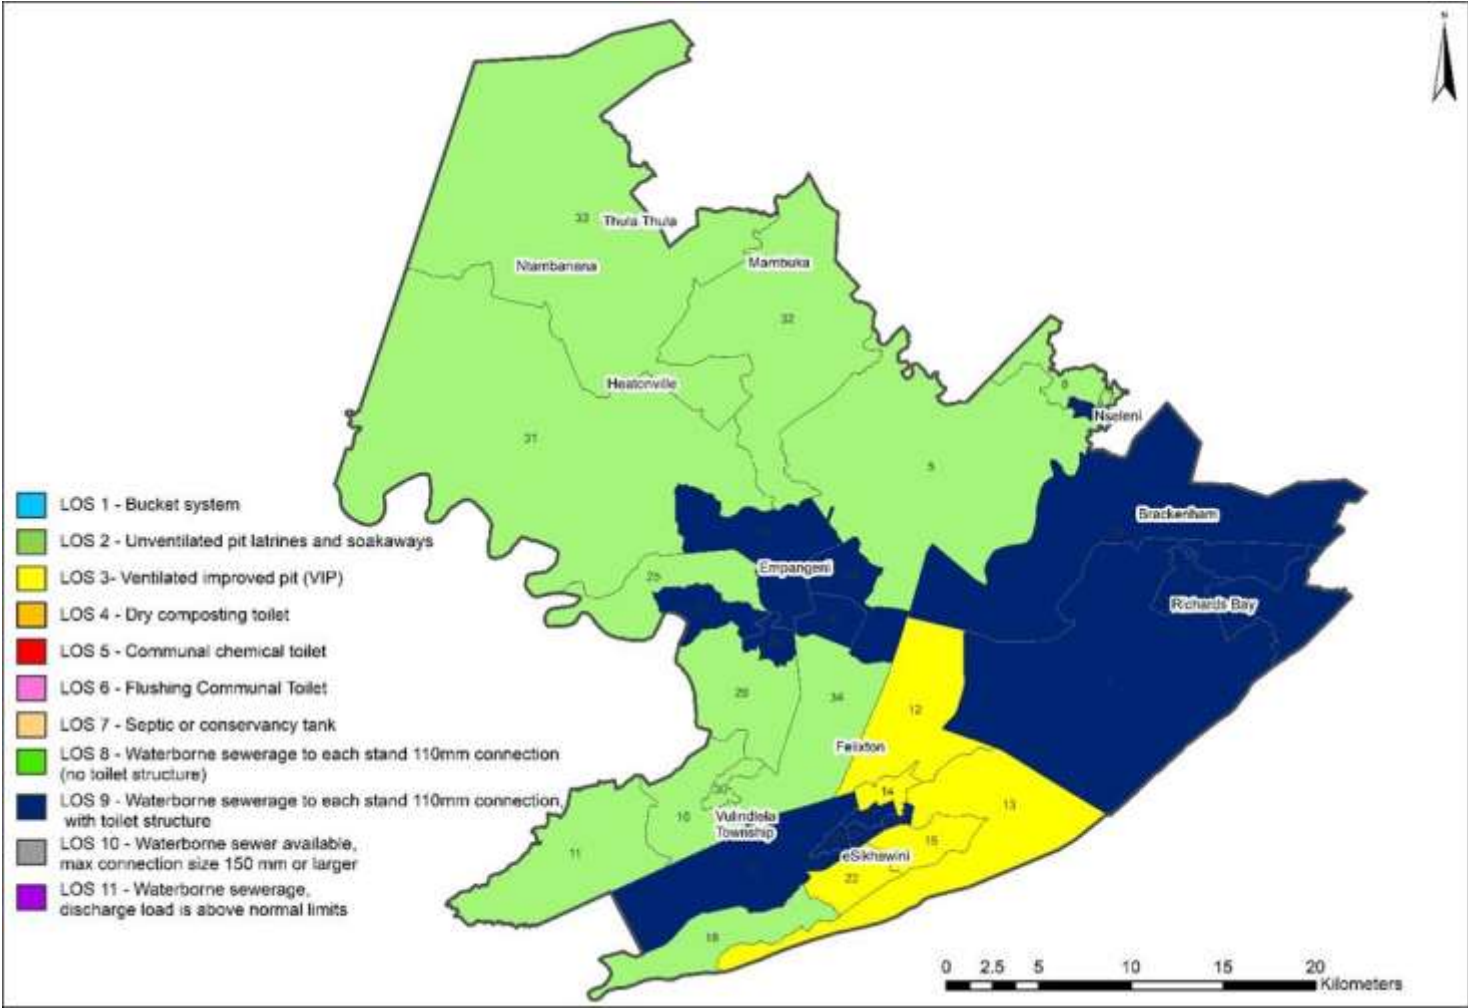 N
33
Thula Thula
Ntambanana
Mambuka
32
Heatonville
8
Nseleni
31
5
LOS 1 - Bucket system
LOS 2 - Unventilated pit latrines and soakaways
LOS 3- Ventilated improved pit (VIP)
LOS 4 - Dry composting toilet
LOS 5 - Communal chemical toilet
LOS 6 - Flushing Communal Toilet
LOS 7 - Septic or conservancy tank
LOS 8 - Waterborne sewerage to each stand 110mm connection
(no toilet structure)
LOS 9 - Waterborne sewerage to each stand 110mm connection,
with toilet structure
LOS 10 - Waterborne sewer available,
max connection size 150 mm or larger
LOS 11 - Waterborne sewerage,
discharge load is above normal limits
Brackenham
Empangeni
25
Richards Bay
29
34
12
Felixton
30
14
13
10
Vulindlela
Township
15
11
eSikhawini
22
18
0 2.5 5 10 15 20
Kilometers